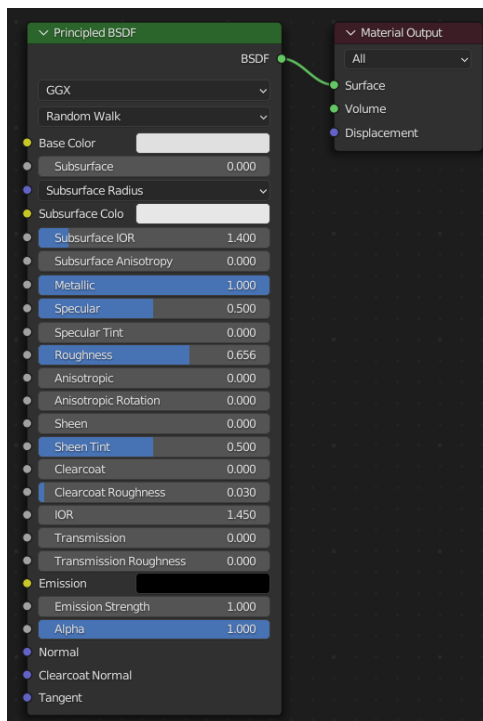 Principled BSDF
BSDF
GGX
Random Walk
Base Color
Subsurface 0.000
Subsurface Radius
Subsurface Colo
Subsurface IOR 1.400
Subsurface Anisotropy 0.000
Metallic 1.000
Specular 0.500
Specular Tint 0.000
Roughness 0.656
Anisotropic 0.000
Anisotropic Rotation 0.000
Sheen 0.000
Sheen Tint 0.500
Clearcoat 0.000
Clearcoat Roughness 0.030
IOR 1.450
Transmission 0.000
Transmission Roughness 0.000
Emission
Emission Strength 1.000
Alpha 1.000
Normal
Clearcoat Normal
Tangent
Material Output
All
Surface
Volume
Displacement